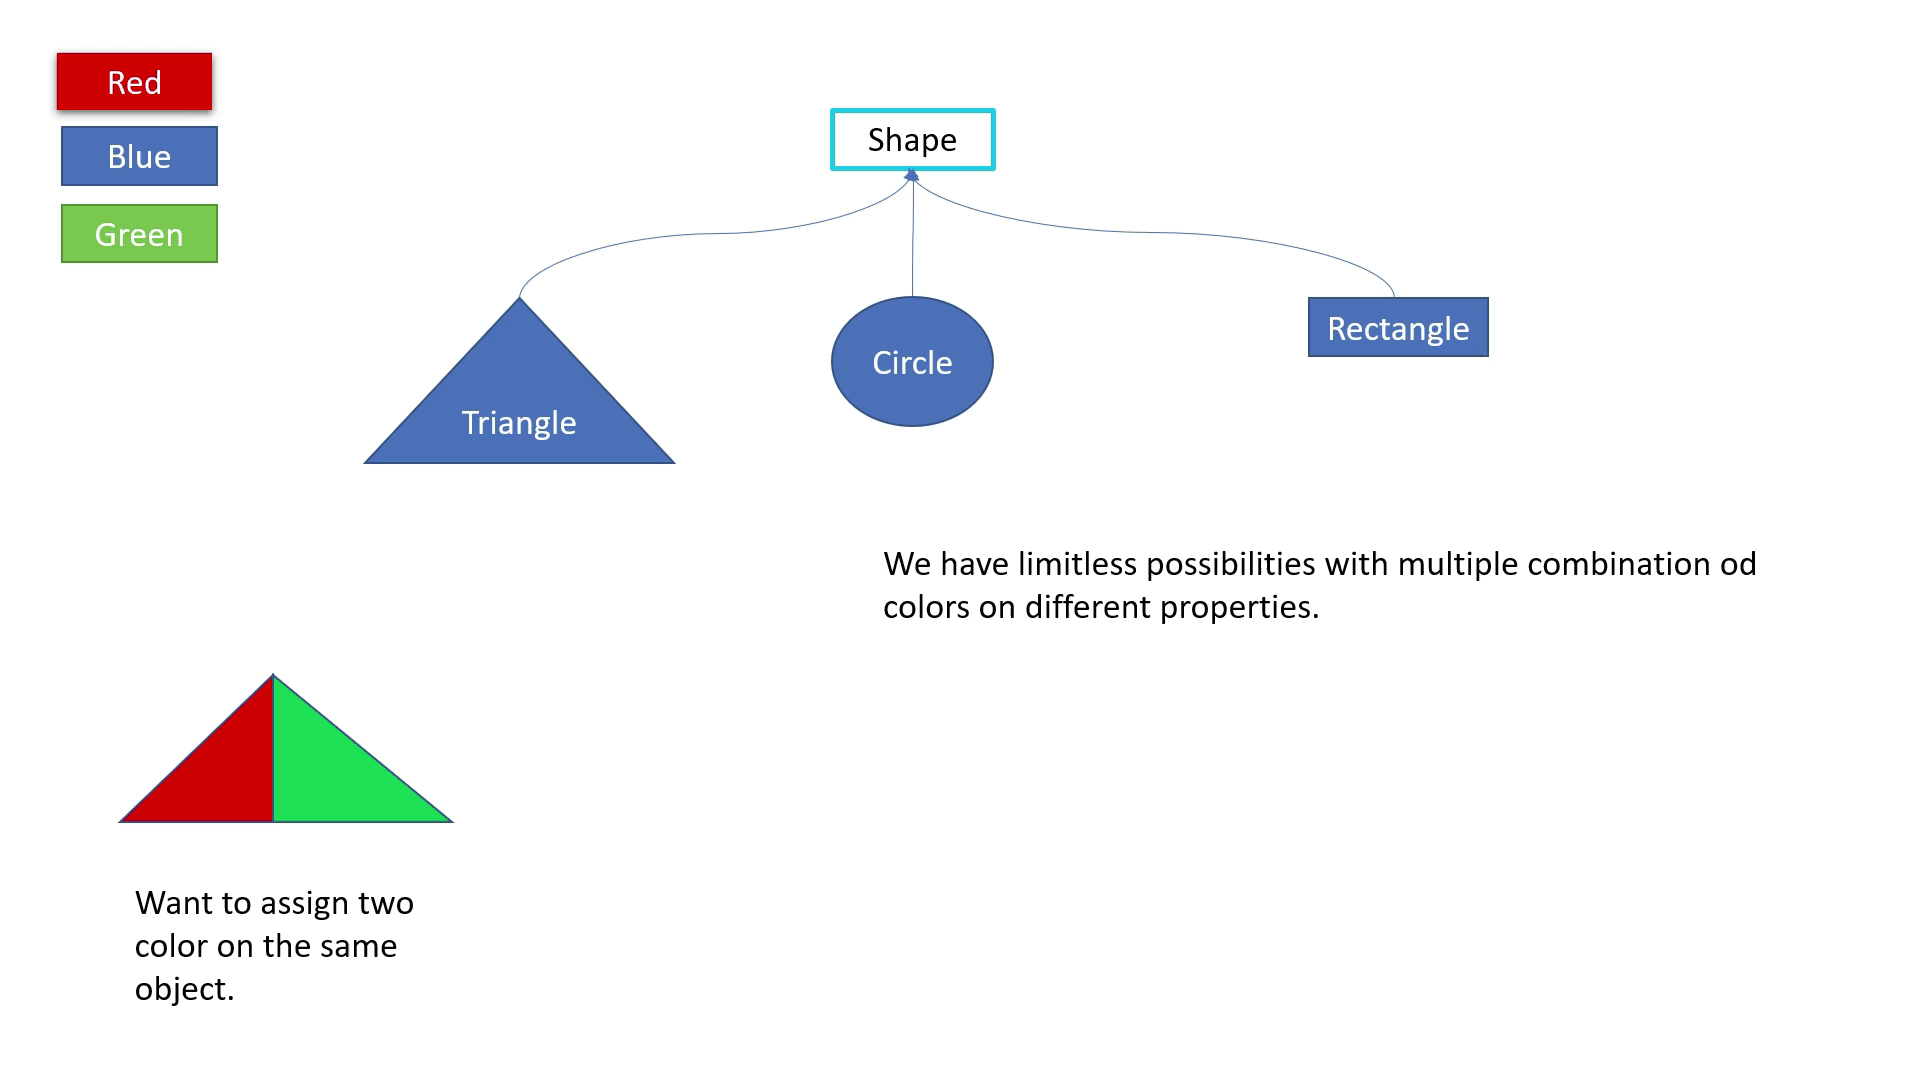 Red
Blue
Green
Shape
Triangle
Circle
Rectangle
We have limitless possibilities with multiple combination od
colors on different properties.
Want to assign two
color on the same
object.